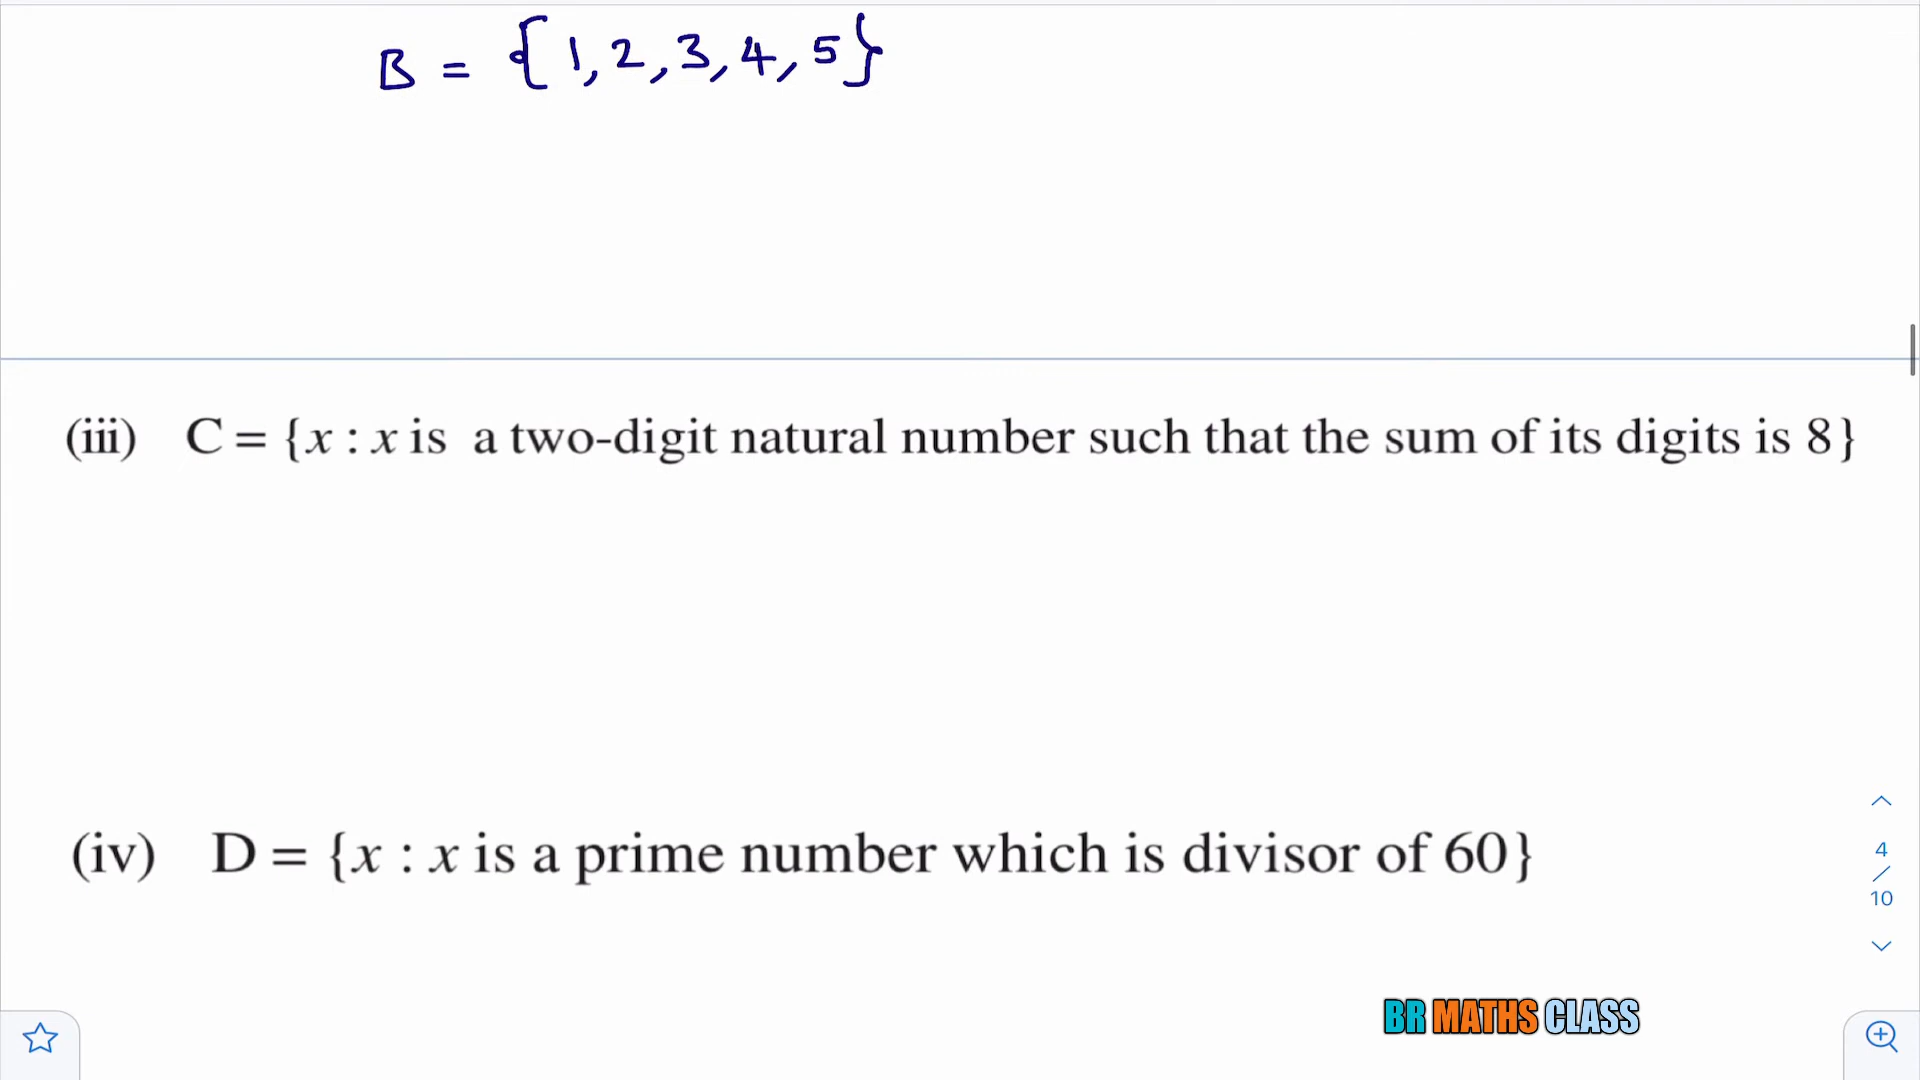 B = {1, 2, 3, 4, 5}
(iii) C = {x : x is a two-digit natural number such that the sum of its digits is 8}
(iv) D = {x : x is a prime number which is divisor of 60}
4
/
10
BR MATHS CLASS